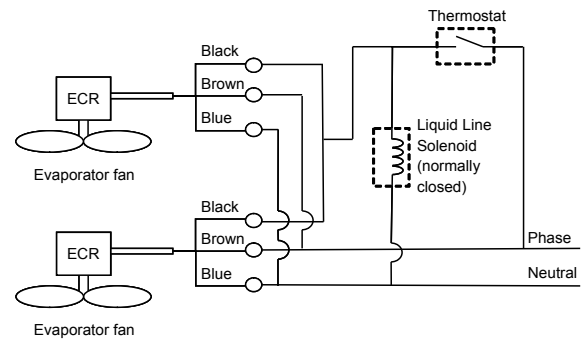 Thermostat
Black
ECR
Brown
Blue
Evaporator fan
Liquid Line
Solenoid
(normally
closed)
Black
ECR
Brown
Phase
Blue
Neutral
Evaporator fan